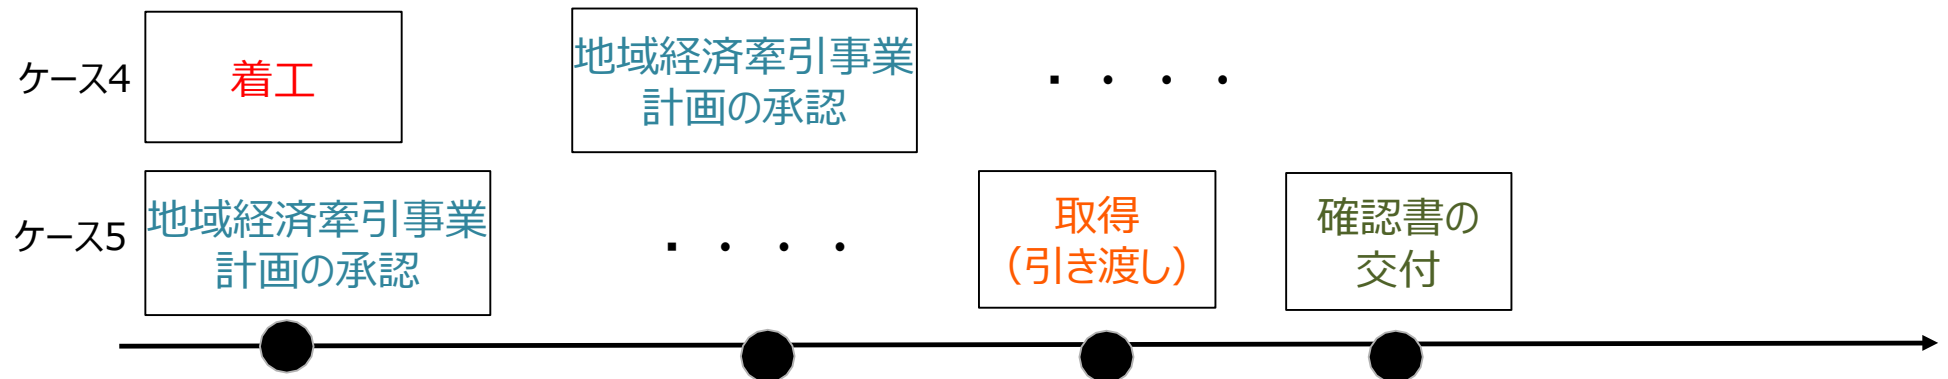 ケース4
着工
地域経済牽引事業
計画の承認
・・・・
ケース5
地域経済牽引事業
計画の承認
・・・・
取得
（引き渡し）
確認書の
交付